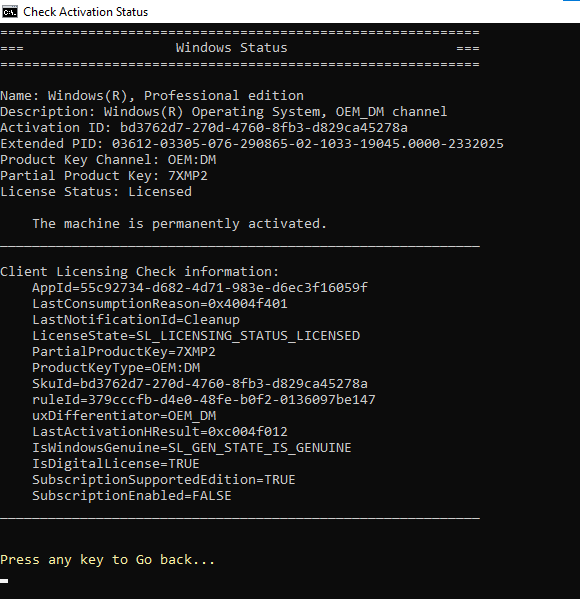 Check Activation Status
============================================================
===                   Windows Status                     ===
============================================================
Name: Windows(R), Professional edition
Description: Windows(R) Operating System, OEM_DM channel
Activation ID: bd3762d7-270d-4760-8fb3-d829ca45278a
Extended PID: 03612-03305-076-290865-02-1033-19045.0000-2332025
Product Key Channel: OEM:DM
Partial Product Key: 7XMP2
License Status: Licensed
The machine is permanently activated.
____________________________________________________________
Client Licensing Check information:
AppId=55c92734-d682-4d71-983e-d6ec3f16059f
LastConsumptionReason=0x4004f401
LastNotificationId=Cleanup
LicenseState=SL_LICENSING_STATUS_LICENSED
PartialProductKey=7XMP2
ProductKeyType=OEM:DM
SkuId=bd3762d7-270d-4760-8fb3-d829ca45278a
ruleId=379cccfb-d4e0-48fe-b0f2-0136097be147
uxDifferentiator=OEM_DM
LastActivationHResult=0xc004f012
IsWindowsGenuine=SL_GEN_STATE_IS_GENUINE
IsDigitalLicense=TRUE
SubscriptionSupportedEdition=TRUE
SubscriptionEnabled=FALSE
____________________________________________________________
Press any key to Go back...